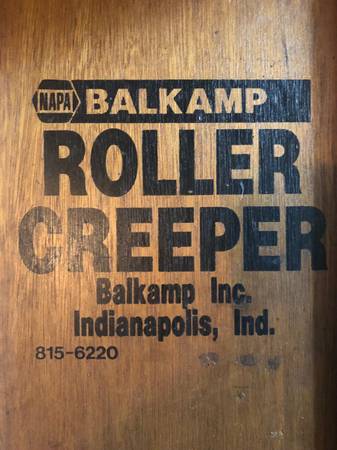 NAPA BALKAMP
ROLLER
CREEPER
Balkamp Inc.
Indianapolis, Ind.
815-6220